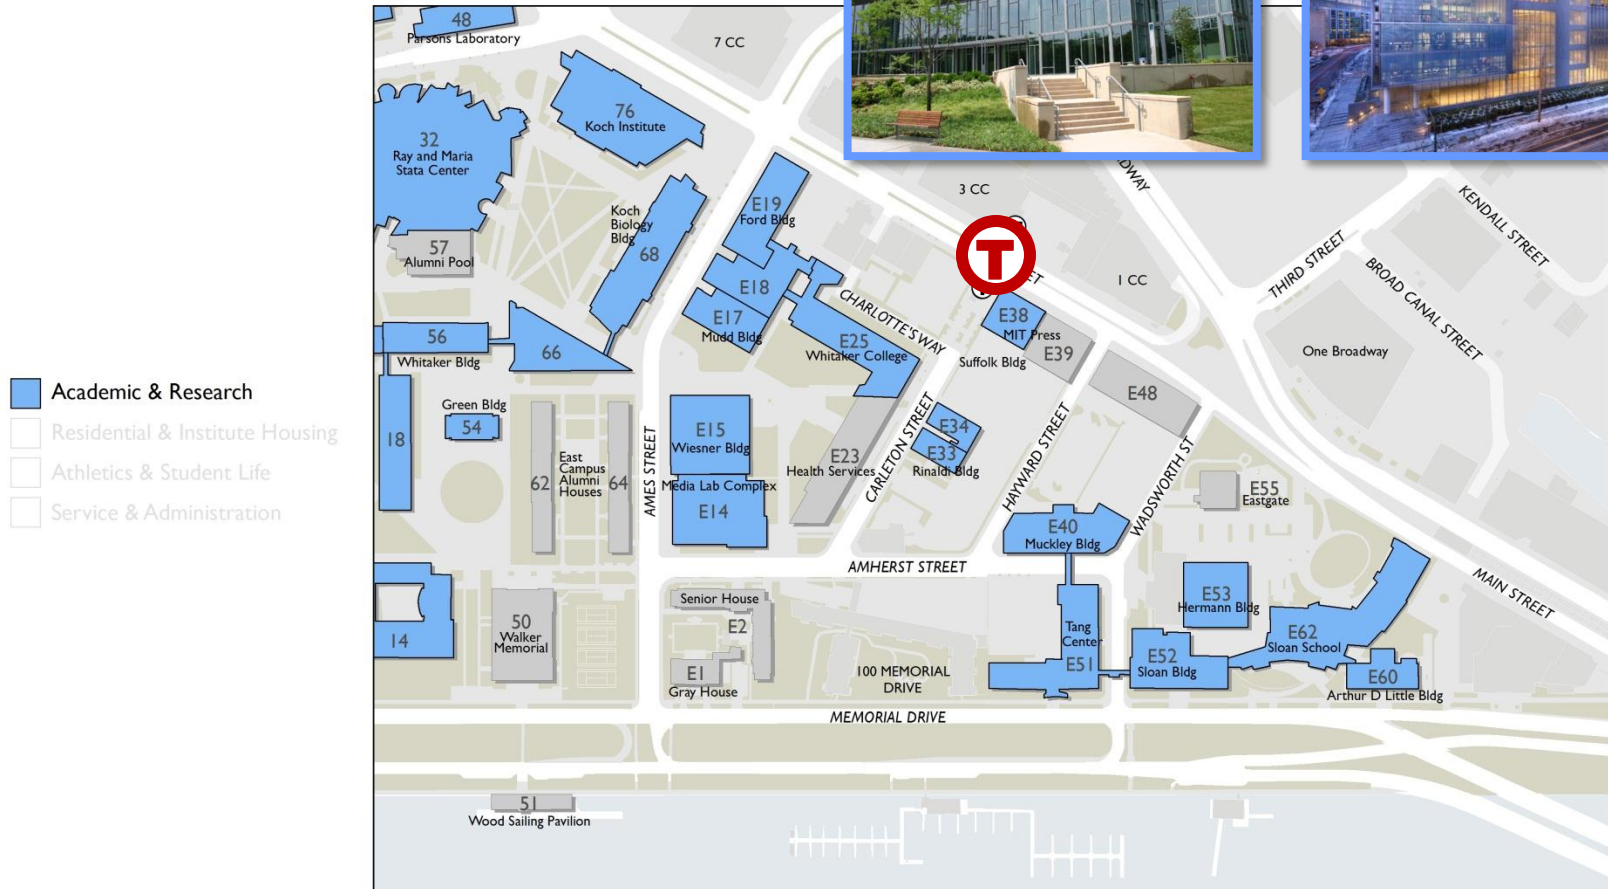 48
Parsons Laboratory
7 CC
76
Koch Institute
32
Ray and Maria
Stata Center
57
Alumni Pool
Koch
Biology
Bldg
68
E19
Ford Bldg
E18
E17
Mudd Bldg
3 CC
T
1 CC
KENDALL STREET
THIRD STREET
BROAD CANAL STREET
CHARLOTTE'S WAY
E38
MIT Press
E39
Suffolk Bldg
E25
Whitaker College
One Broadway
56
Whitaker Bldg
66
E48
Academic & Research
Residential & Institute Housing
Athletics & Student Life
Service & Administration
18
Green Bldg
54
62
East
Campus
Alumni
Houses
64
AMES STREET
E15
Wiesner Bldg
Media Lab Complex
E14
E23
Health Services
CARLETON STREET
E34
E33
Rinaldi Bldg
HAYWARD STREET
WADSWORTH ST
E55
Eastgate
E40
Muckley Bldg
AMHERST STREET
MAIN STREET
14
50
Walker
Memorial
Senior House
E2
E1
Gray House
100 MEMORIAL
DRIVE
Tang
Center
E51
E52
Sloan Bldg
E53
Hermann Bldg
E62
Sloan School
E60
Arthur D Little Bldg
MEMORIAL DRIVE
51
Wood Sailing Pavilion